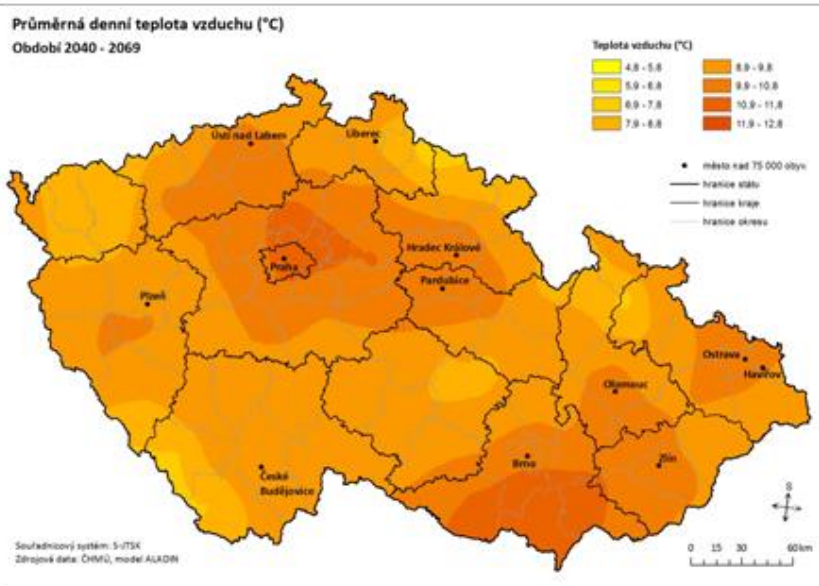 Průměrná denní teplota vzduchu (°C)
Období 2040 - 2069
Teplota vzduchu (°C)
4,8 - 5,8
5,9 - 6,8
6,9 - 7,8
7,9 - 8,8
8,9 - 9,8
9,9 - 10,8
10,9 - 11,8
11,9 - 12,8
město nad 75 000 obyv
hranice státu
hranice kraje
hranice okresu
Ústí nad Labem
Liberec
Hradec Králové
Praha
Pardubice
Plzeň
Ostrava
Havířov
Olomouc
Brno
Zlín
České
Budějovice
S
Souřadnicový systém: S-JTSK
Zdrojová data: ČHMÚ, model ALADIN
0 15 30 60 km